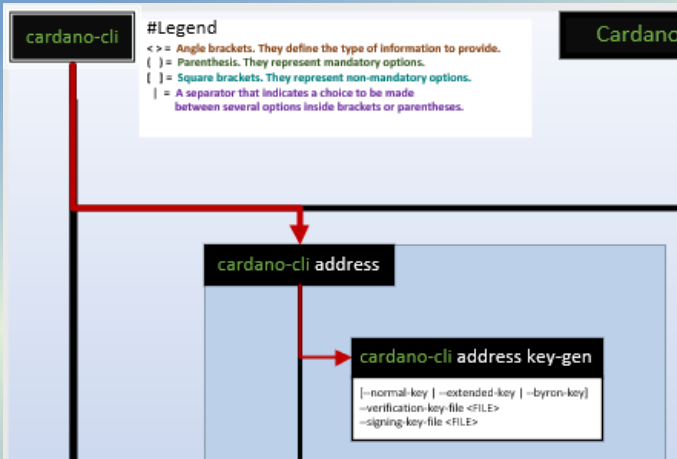 cardano-cli
#Legend
< > = Angle brackets. They define the type of information to provide.
( ) = Parenthesis. They represent mandatory options.
[ ] = Square brackets. They represent non-mandatory options.
| = A separator that indicates a choice to be made
between several options inside brackets or parentheses.
Cardano
cardano-cli address
cardano-cli address key-gen
[--normal-key | --extended-key | --byron-key]
--verification-key-file <FILE>
--signing-key-file <FILE>